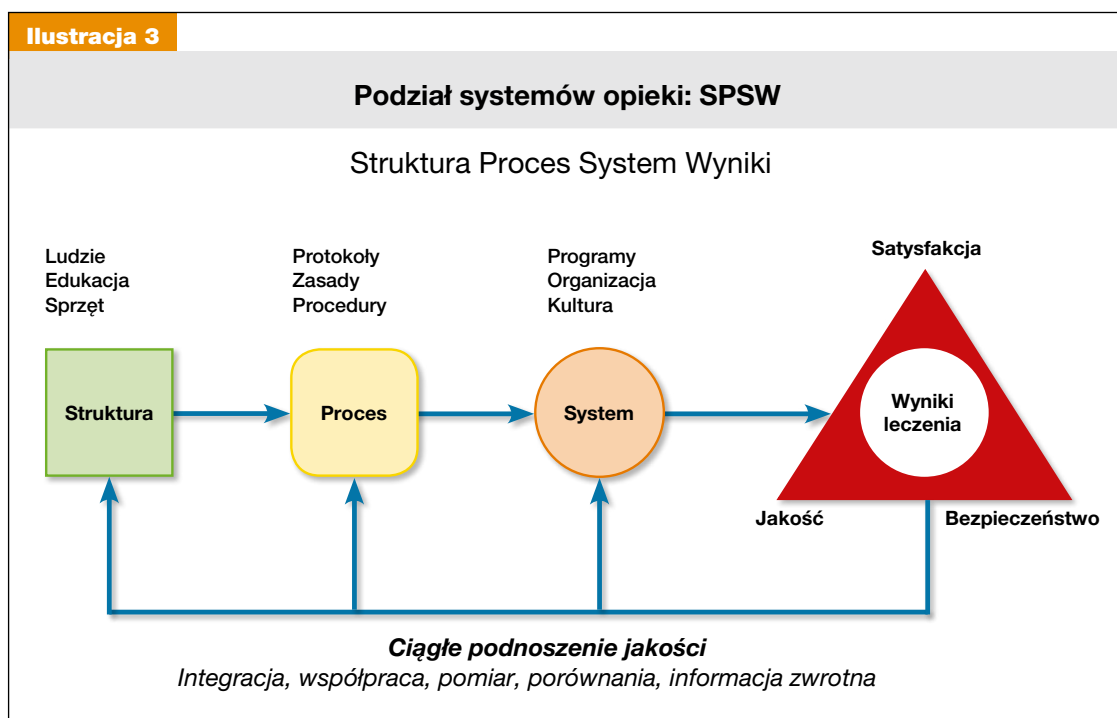 Ilustracja 3
Podział systemów opieki: SPSW
Struktura Proces System Wyniki
Ludzie
Edukacja
Sprzęt
Protokoły
Zasady
Procedury
Programy
Organizacja
Kultura
Satysfakcja
Struktura
Proces
System
Wyniki
leczenia
Jakość
Bezpieczeństwo
Ciągłe podnoszenie jakości
Integracja, współpraca, pomiar, porównania, informacja zwrotna